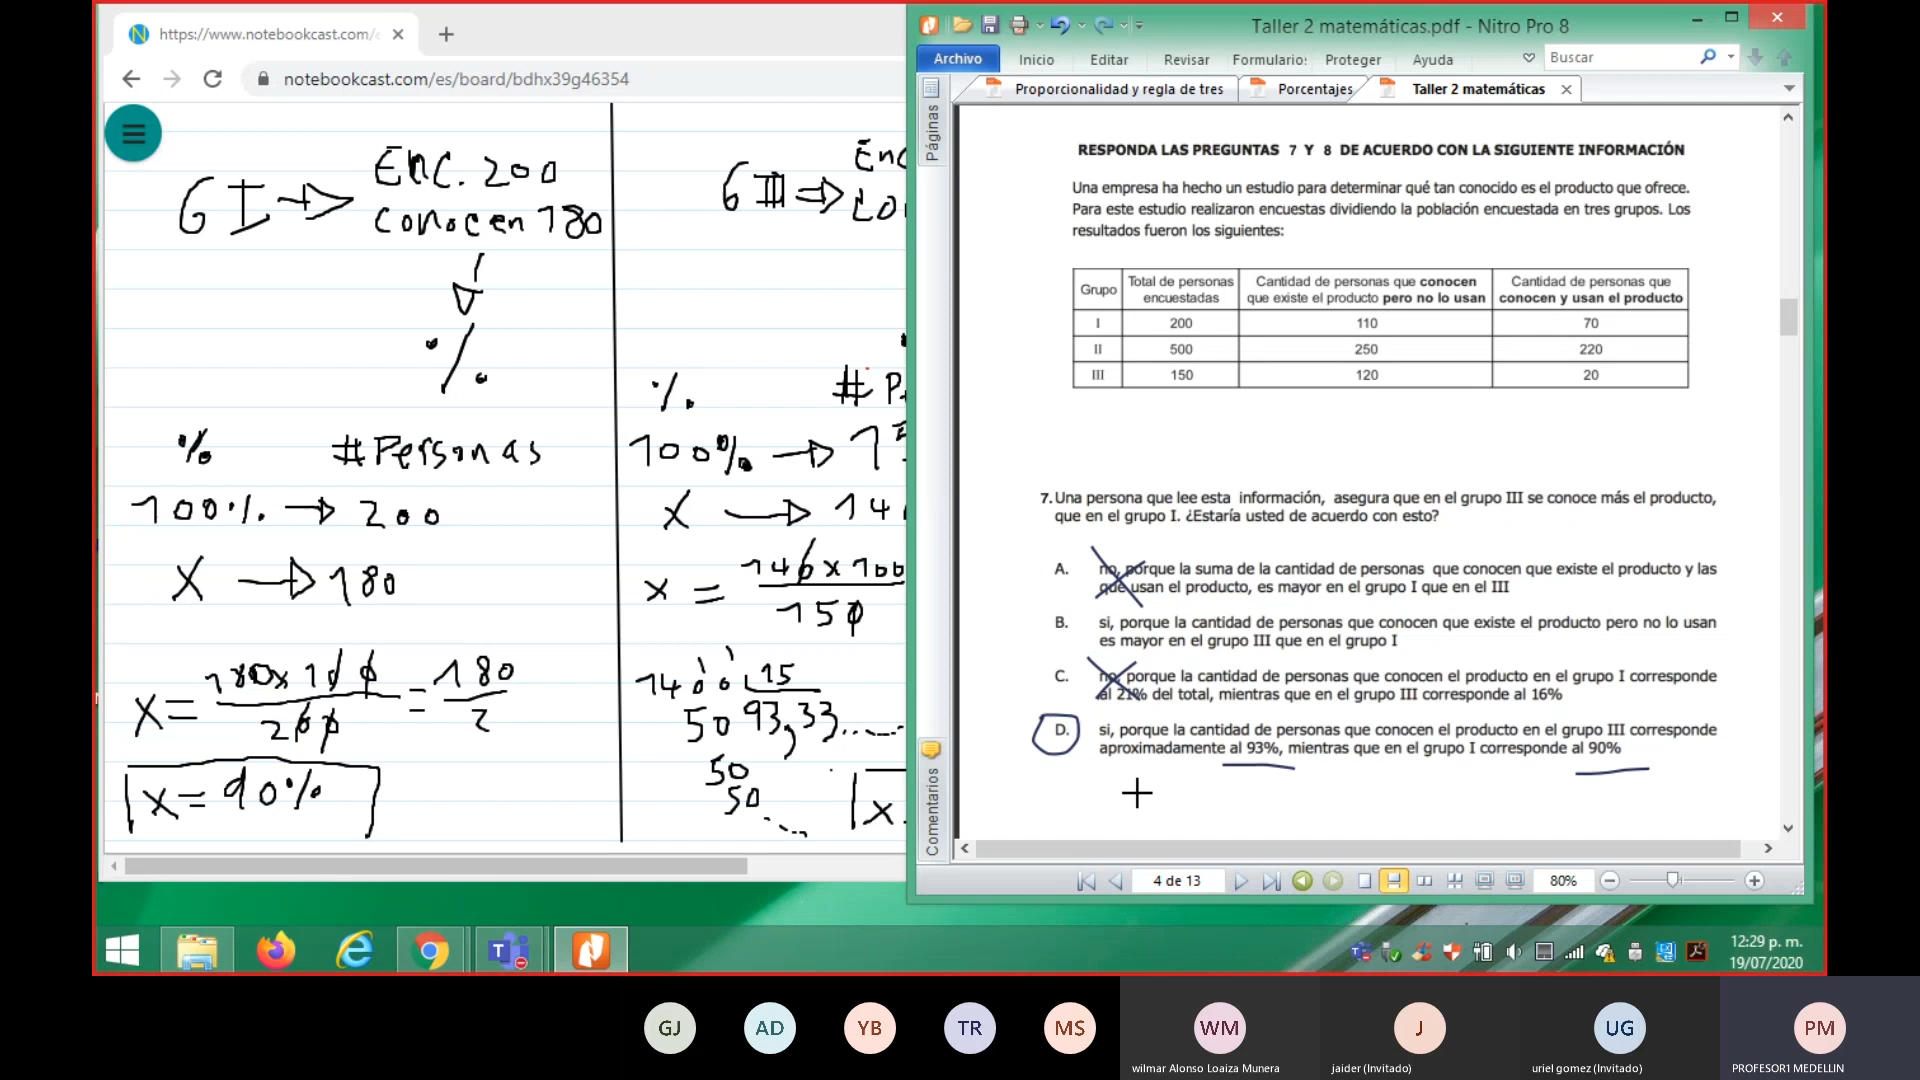 https://www.notebookcast.com/e
notebookcast.com/es/board/bdhx39g46354
G I → Enc. 200
conocen 180
%
% #Personas
100% → 200
X → 180
X = 180x100 = 180
200 2
X = 90%
G III ⇒ Enc
co
% # P
100% → 15
X → 14
x = 140x100
150
1400 15
50 93,33.....
50
50
....
x
Taller 2 matemáticas.pdf - Nitro Pro 8
Archivo Inicio Editar Revisar Formulario: Proteger Ayuda Buscar
Proporcionalidad y regla de tres Porcentajes Taller 2 matemáticas
Páginas
RESPONDA LAS PREGUNTAS 7 Y 8 DE ACUERDO CON LA SIGUIENTE INFORMACIÓN
Una empresa ha hecho un estudio para determinar qué tan conocido es el producto que ofrece.
Para este estudio realizaron encuestas dividiendo la población encuestada en tres grupos. Los
resultados fueron los siguientes:
Grupo Total de personas encuestadas Cantidad de personas que conocen que existe el producto pero no lo usan Cantidad de personas que conocen y usan el producto
I 200 110 70
II 500 250 220
III 150 120 20
7. Una persona que lee esta información, asegura que en el grupo III se conoce más el producto,
que en el grupo I. ¿Estaría usted de acuerdo con esto?
A. no, porque la suma de la cantidad de personas que conocen que existe el producto y las
que usan el producto, es mayor en el grupo I que en el III
B. si, porque la cantidad de personas que conocen que existe el producto pero no lo usan
es mayor en el grupo III que en el grupo I
C. no, porque la cantidad de personas que conocen el producto en el grupo I corresponde
al 21% del total, mientras que en el grupo III corresponde al 16%
D. si, porque la cantidad de personas que conocen el producto en el grupo III corresponde
aproximadamente al 93%, mientras que en el grupo I corresponde al 90%
Comentarios
4 de 13 80%
12:29 p. m.
19/07/2020
GJ AD YB TR MS WM J UG PM
wilmar Alonso Loaiza Munera jaider (Invitado) uriel gomez (Invitado) PROFESOR1 MEDELLIN